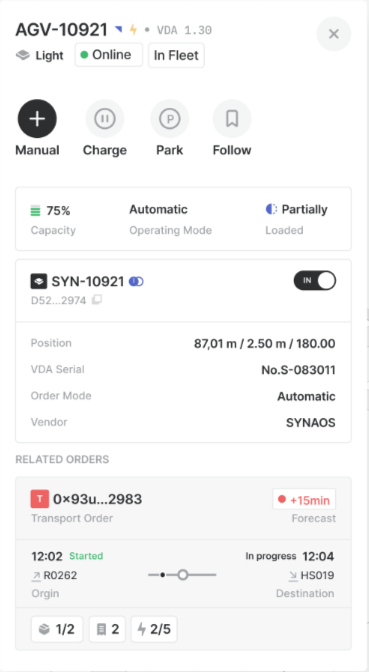 AGV-10921 VDA 1.30
Light Online In Fleet
Manual Charge P Park Follow
75% Automatic Partially
Capacity Operating Mode Loaded
SYN-10921 IN
D52...2974
Position 87,01 m / 2.50 m / 180.00
VDA Serial No.S-083011
Order Mode Automatic
Vendor SYNAOS
RELATED ORDERS
T 0×93u...2983 +15min
Transport Order Forecast
12:02 Started In progress 12:04
R0262 HS019
Orgin Destination
1/2 2 2/5